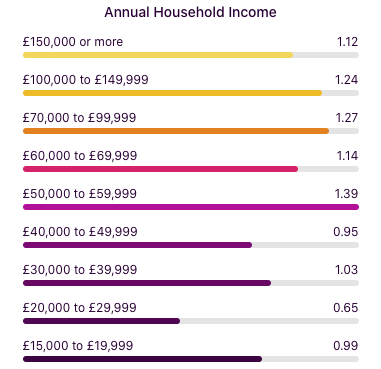 Annual Household Income
£150,000 or more 1.12
£100,000 to £149,999 1.24
£70,000 to £99,999 1.27
£60,000 to £69,999 1.14
£50,000 to £59,999 1.39
£40,000 to £49,999 0.95
£30,000 to £39,999 1.03
£20,000 to £29,999 0.65
£15,000 to £19,999 0.99